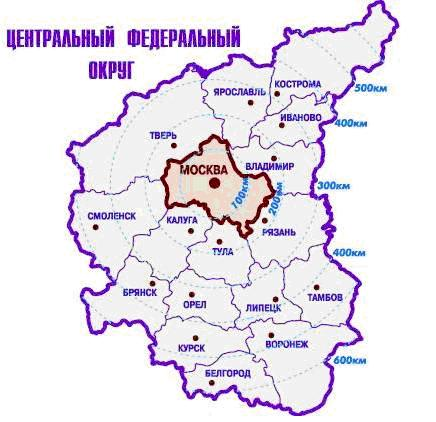 ЦЕНТРАЛЬНЫЙ ФЕДЕРАЛЬНЫЙ
ОКРУГ
ЯРОСЛАВЛЬ
КОСТРОМА
500км
ИВАНОВО
400км
ТВЕРЬ
ВЛАДИМИР
МОСКВА
100км
200км
300км
СМОЛЕНСК
КАЛУГА
РЯЗАНЬ
ТУЛА
400км
БРЯНСК
ОРЕЛ
ЛИПЕЦК
ТАМБОВ
КУРСК
ВОРОНЕЖ
600км
БЕЛГОРОД